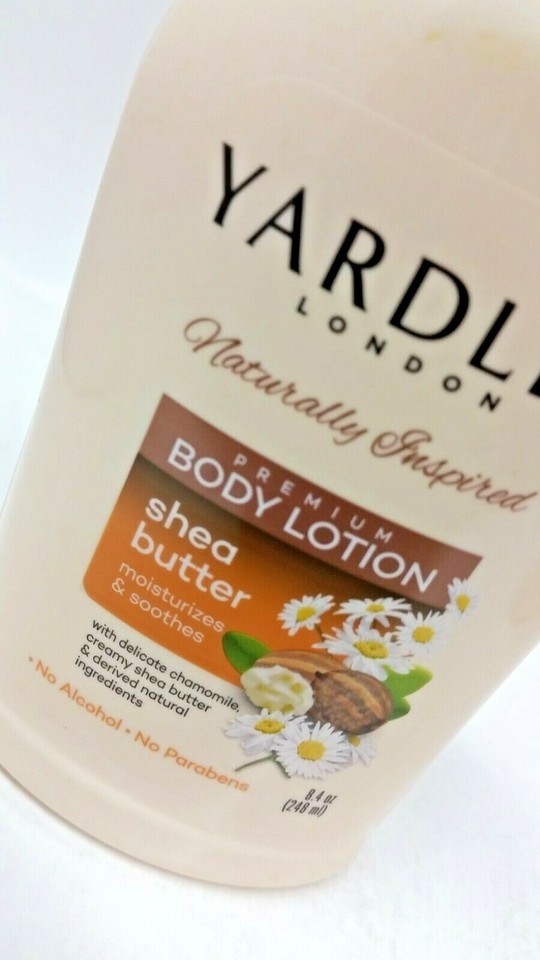 YARDL
LONDON
Naturally Inspired
PREMIUM
BODY LOTION
shea
butter
moisturizes
& soothes
with delicate chamomile,
creamy shea butter
& derived natural
ingredients
• No Alcohol • No Parabens
8.4 oz
(248 ml)